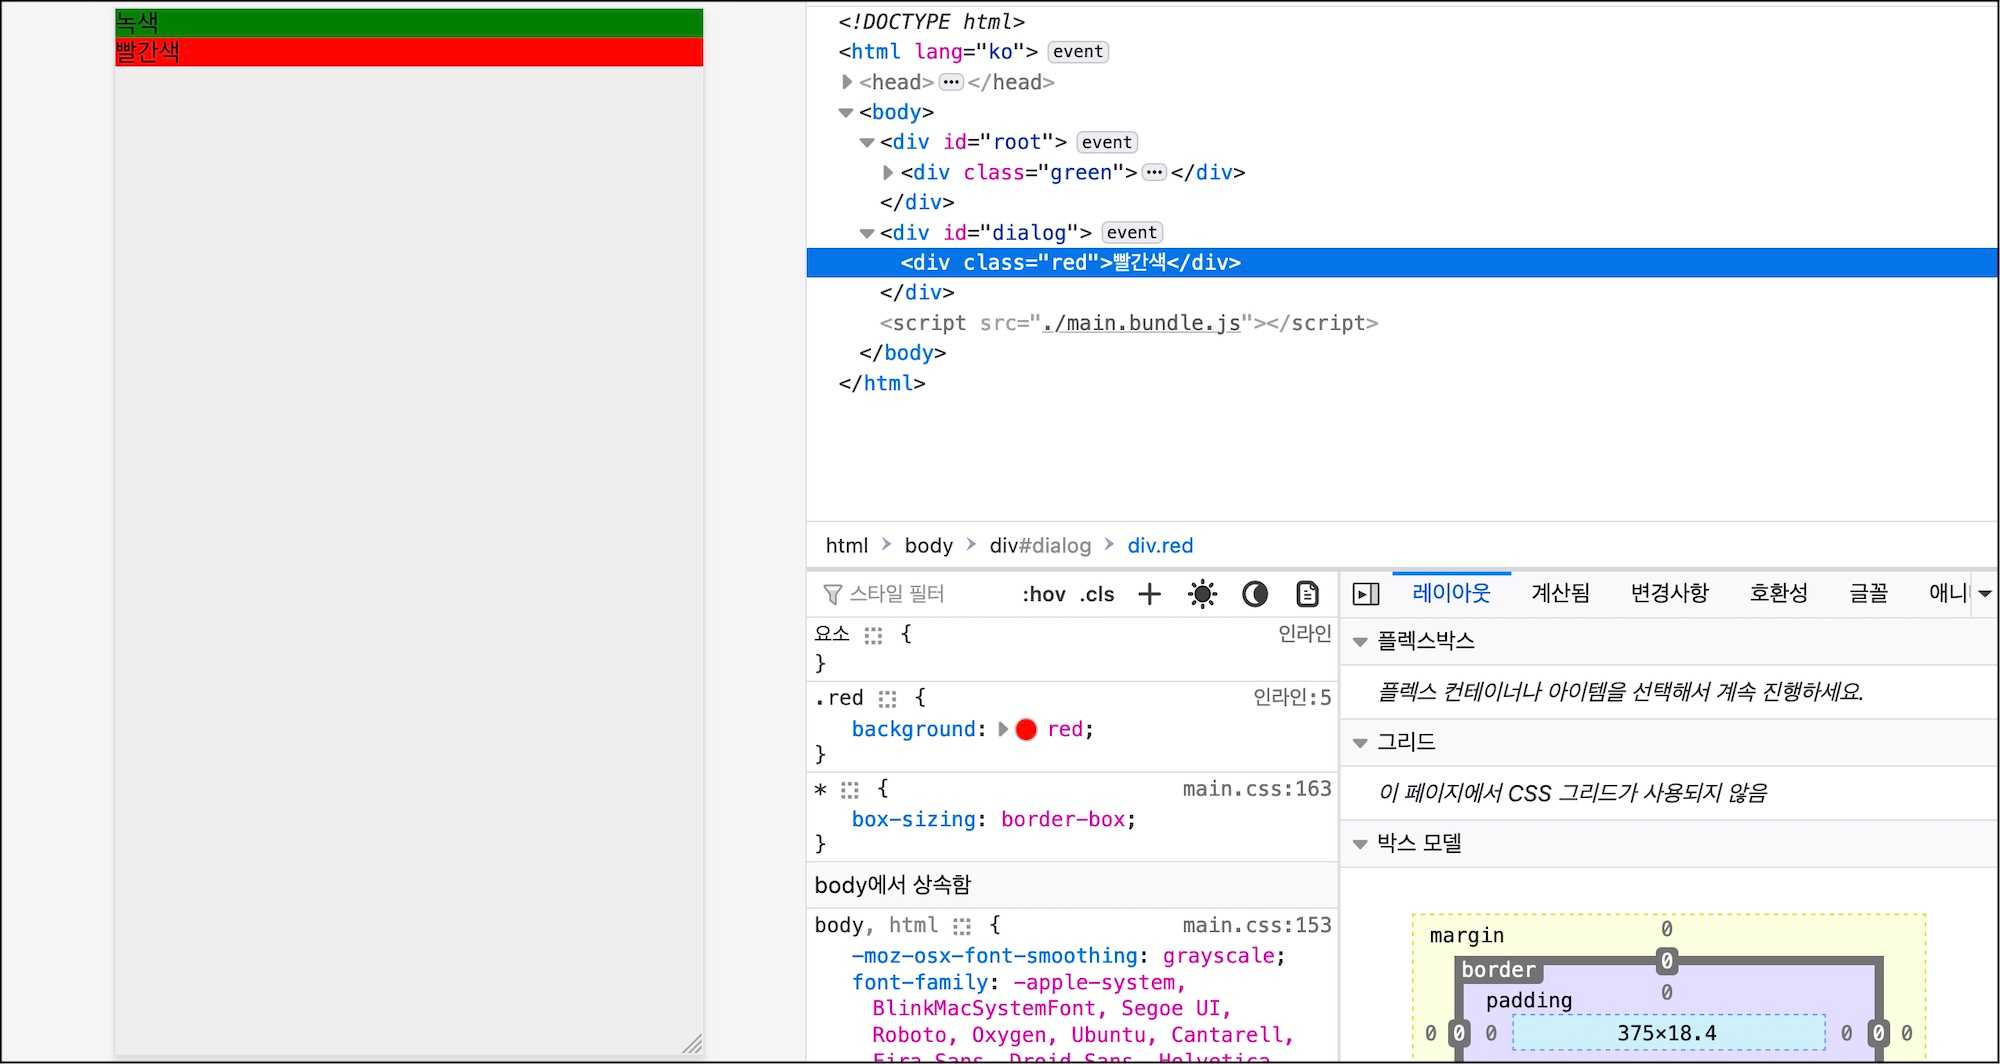 녹색
빨간색
<!DOCTYPE html>
<html lang="ko"> event
<head> ••• </head>
<body>
<div id="root"> event
<div class="green"> ••• </div>
</div>
<div id="dialog"> event
<div class="red">빨간색</div>
</div>
<script src="./main.bundle.js"></script>
</body>
</html>
html > body > div#dialog > div.red
스타일 필터 :hov .cls +
요소 { 인라인
}
.red { 인라인:5
background: red;
}
* { main.css:163
box-sizing: border-box;
}
body에서 상속함
body, html { main.css:153
-moz-osx-font-smoothing: grayscale;
font-family: -apple-system,
BlinkMacSystemFont, Segoe UI,
Roboto, Oxygen, Ubuntu, Cantarell,
Fira Sans, Droid Sans, Helvetica
레이아웃 계산됨 변경사항 호환성 글꼴 애니
플렉스박스
플렉스 컨테이너나 아이템을 선택해서 계속 진행하세요.
그리드
이 페이지에서 CSS 그리드가 사용되지 않음
박스 모델
margin 0
border 0
padding 0
0 0 0 375×18.4 0 0 0